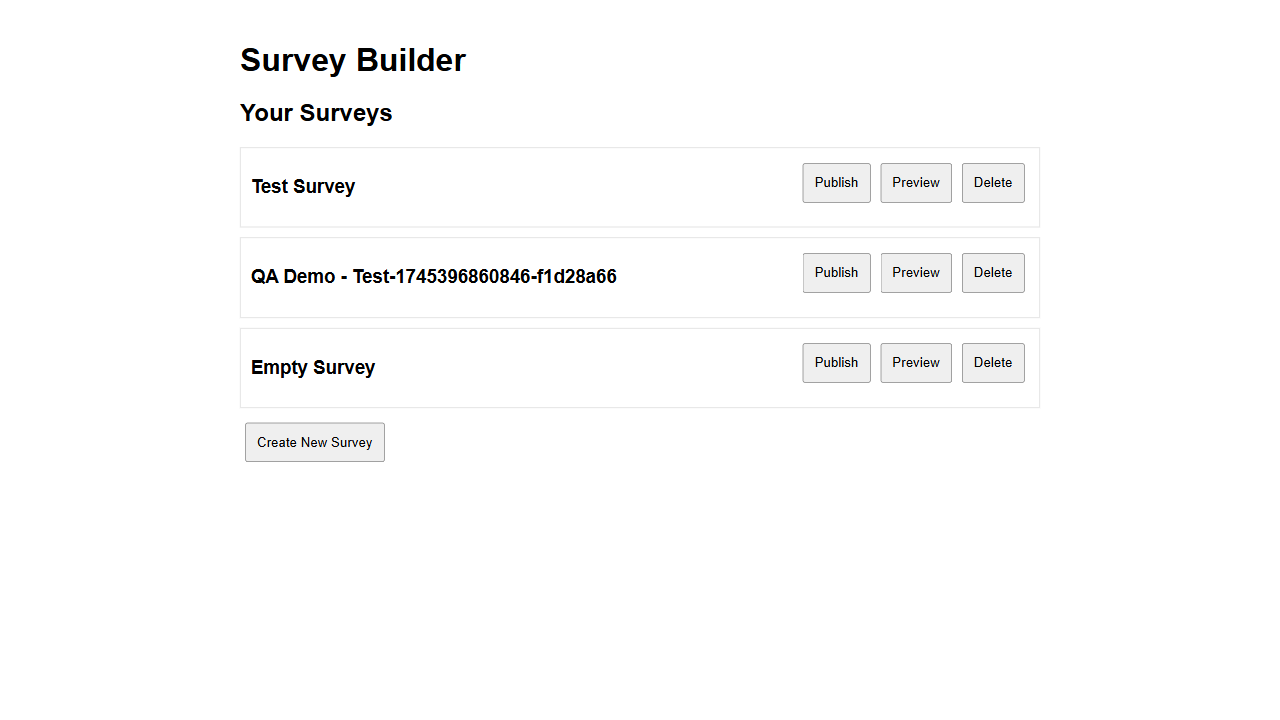 Survey Builder
Your Surveys
Test Survey Publish Preview Delete
QA Demo - Test-1745396860846-f1d28a66 Publish Preview Delete
Empty Survey Publish Preview Delete
Create New Survey